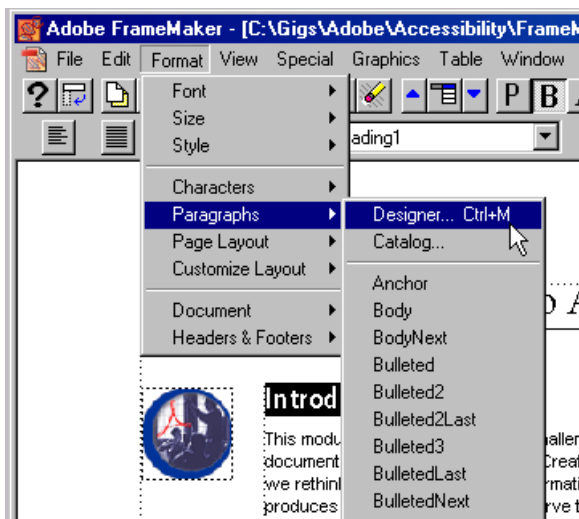 Adobe FrameMaker - [C:\Gigs\Adobe\Accessibility\FrameM
File Edit Format View Special Graphics Table Window
P B
ading1
Font
Size
Style
Characters
Paragraphs
Page Layout
Customize Layout
Document
Headers & Footers
Designer... Ctrl+M
Catalog...
Anchor
Body
BodyNext
Bulleted
Bulleted2
Bulleted2Last
Bulleted3
BulletedLast
BulletedNext
Introd
This modu
document
we rethin
produces